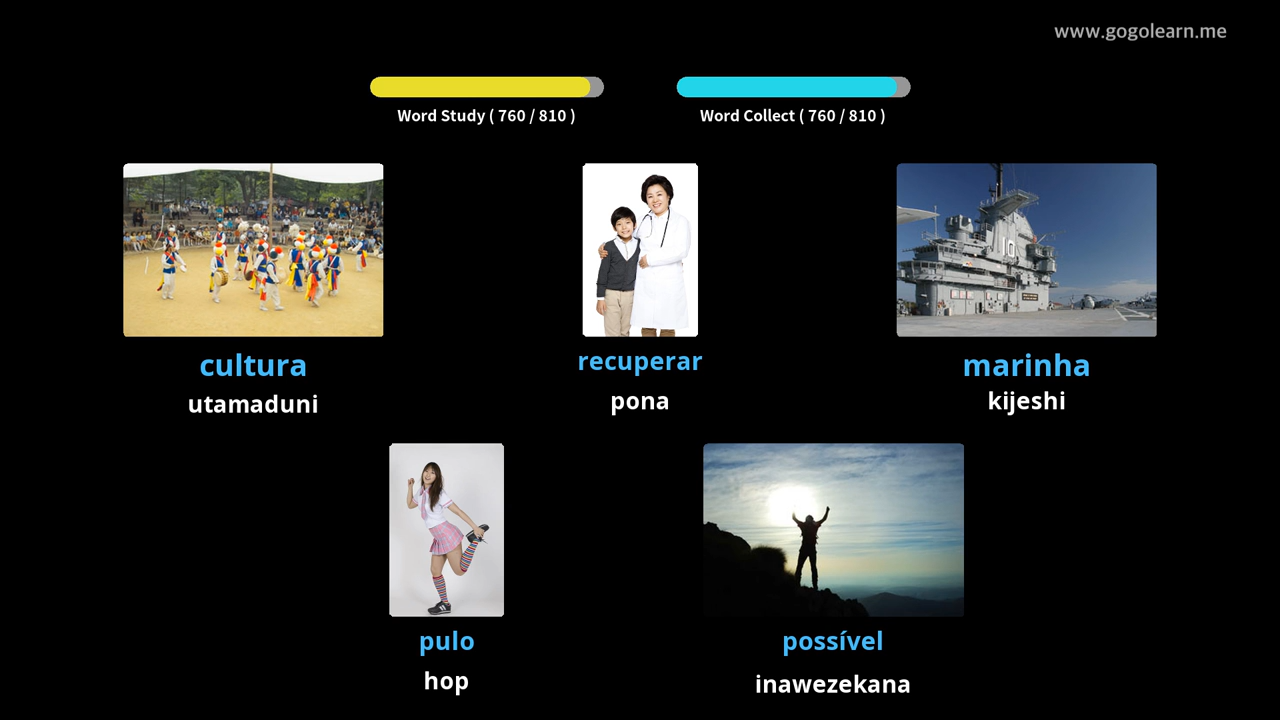 www.gogolearn.me
Word Study ( 760 / 810 )
Word Collect ( 760 / 810 )
10
cultura
utamaduni
recuperar
pona
marinha
kijeshi
pulo
hop
possível
inawezekana